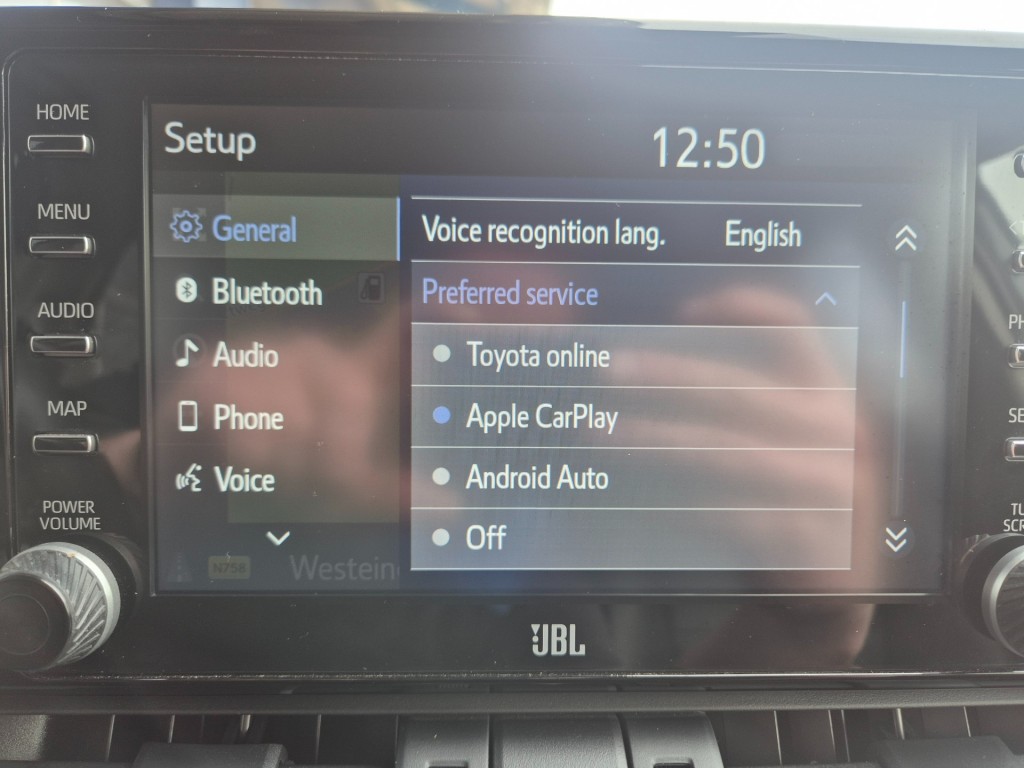 HOME
MENU
AUDIO
MAP
POWER
VOLUME
Setup
12:50
General
Bluetooth
Audio
Phone
Voice
N756
Voice recognition lang. English
Preferred service
Toyota online
Apple CarPlay
Android Auto
Off
JBL